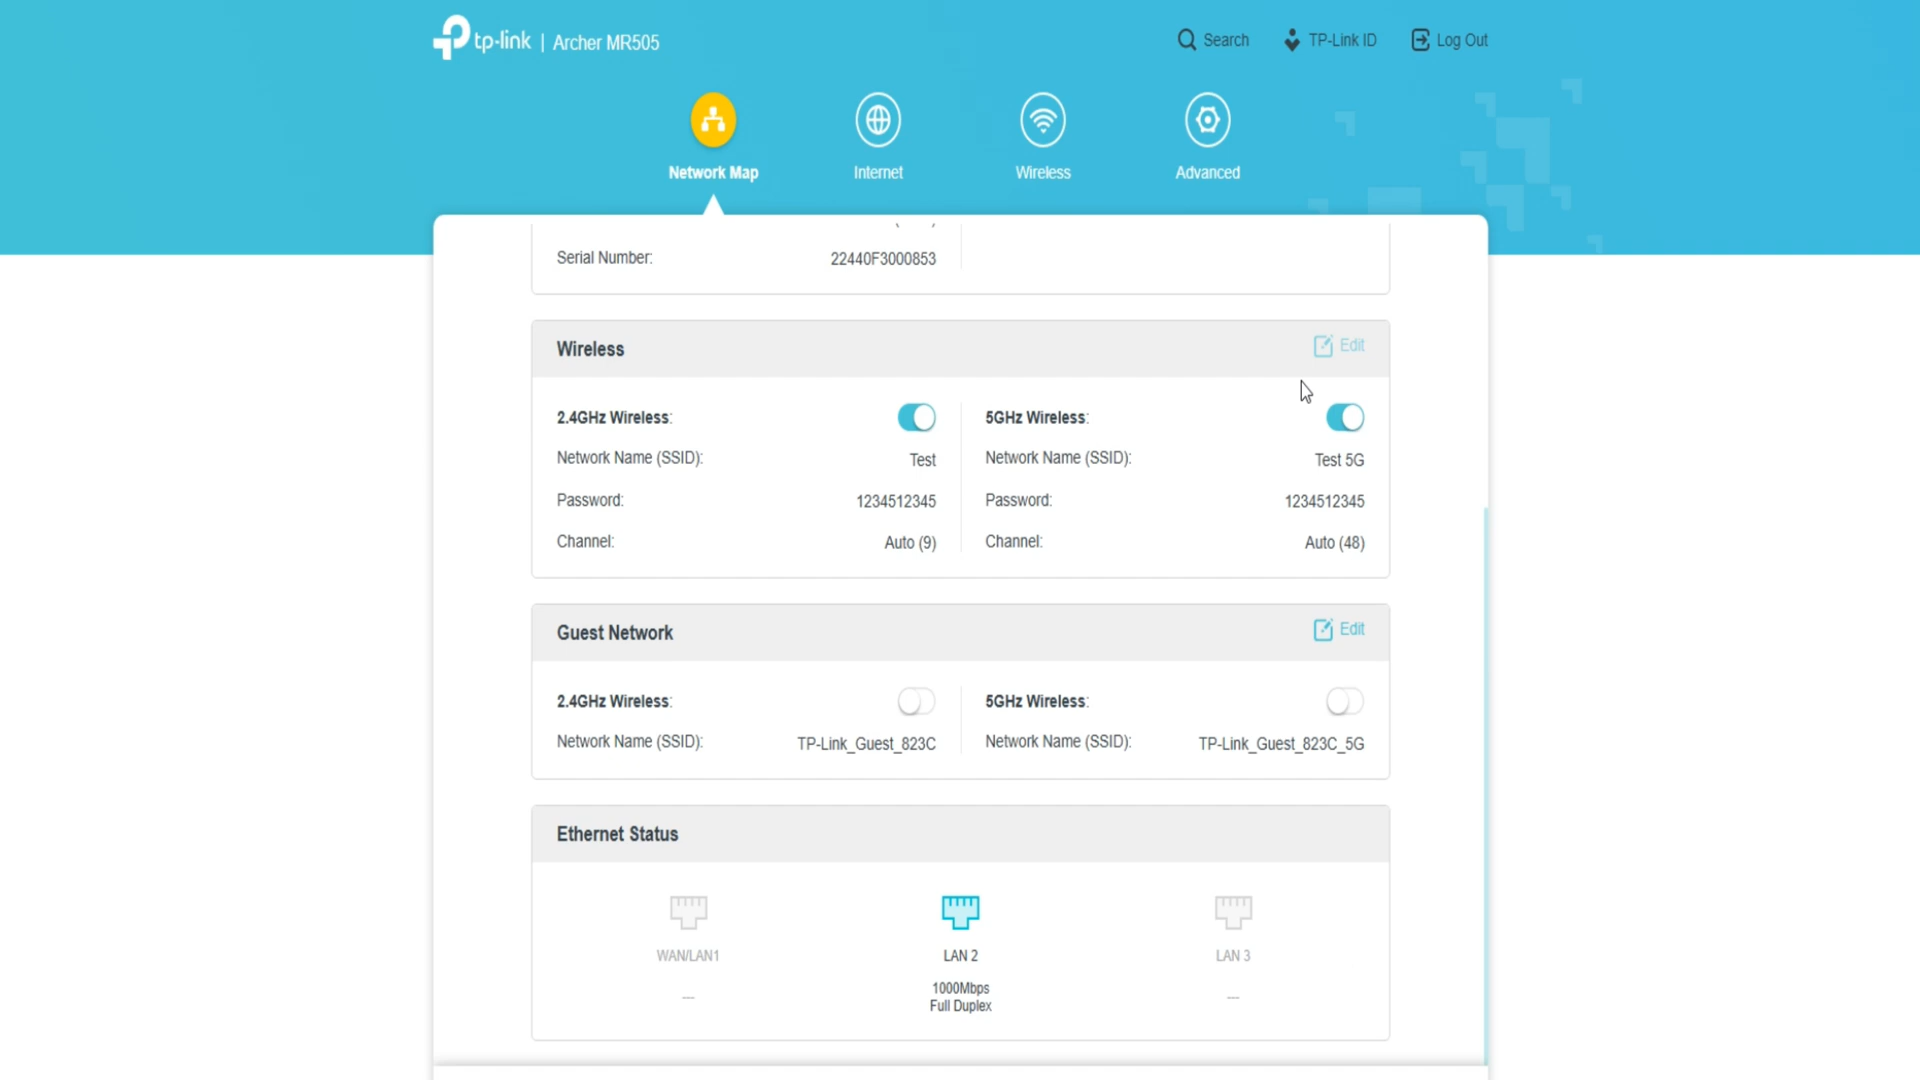 tp-link | Archer MR505
Search
TP-Link ID
Log Out
Network Map
Internet
Wireless
Advanced
Serial Number:
22440F3000853
Wireless
Edit
2.4GHz Wireless:
Network Name (SSID):
Test
Password:
1234512345
Channel:
Auto (9)
5GHz Wireless:
Network Name (SSID):
Test 5G
Password:
1234512345
Channel:
Auto (48)
Guest Network
Edit
2.4GHz Wireless:
Network Name (SSID):
TP-Link_Guest_823C
5GHz Wireless:
Network Name (SSID):
TP-Link_Guest_823C_5G
Ethernet Status
WAN/LAN1
---
LAN 2
1000Mbps
Full Duplex
LAN 3
---